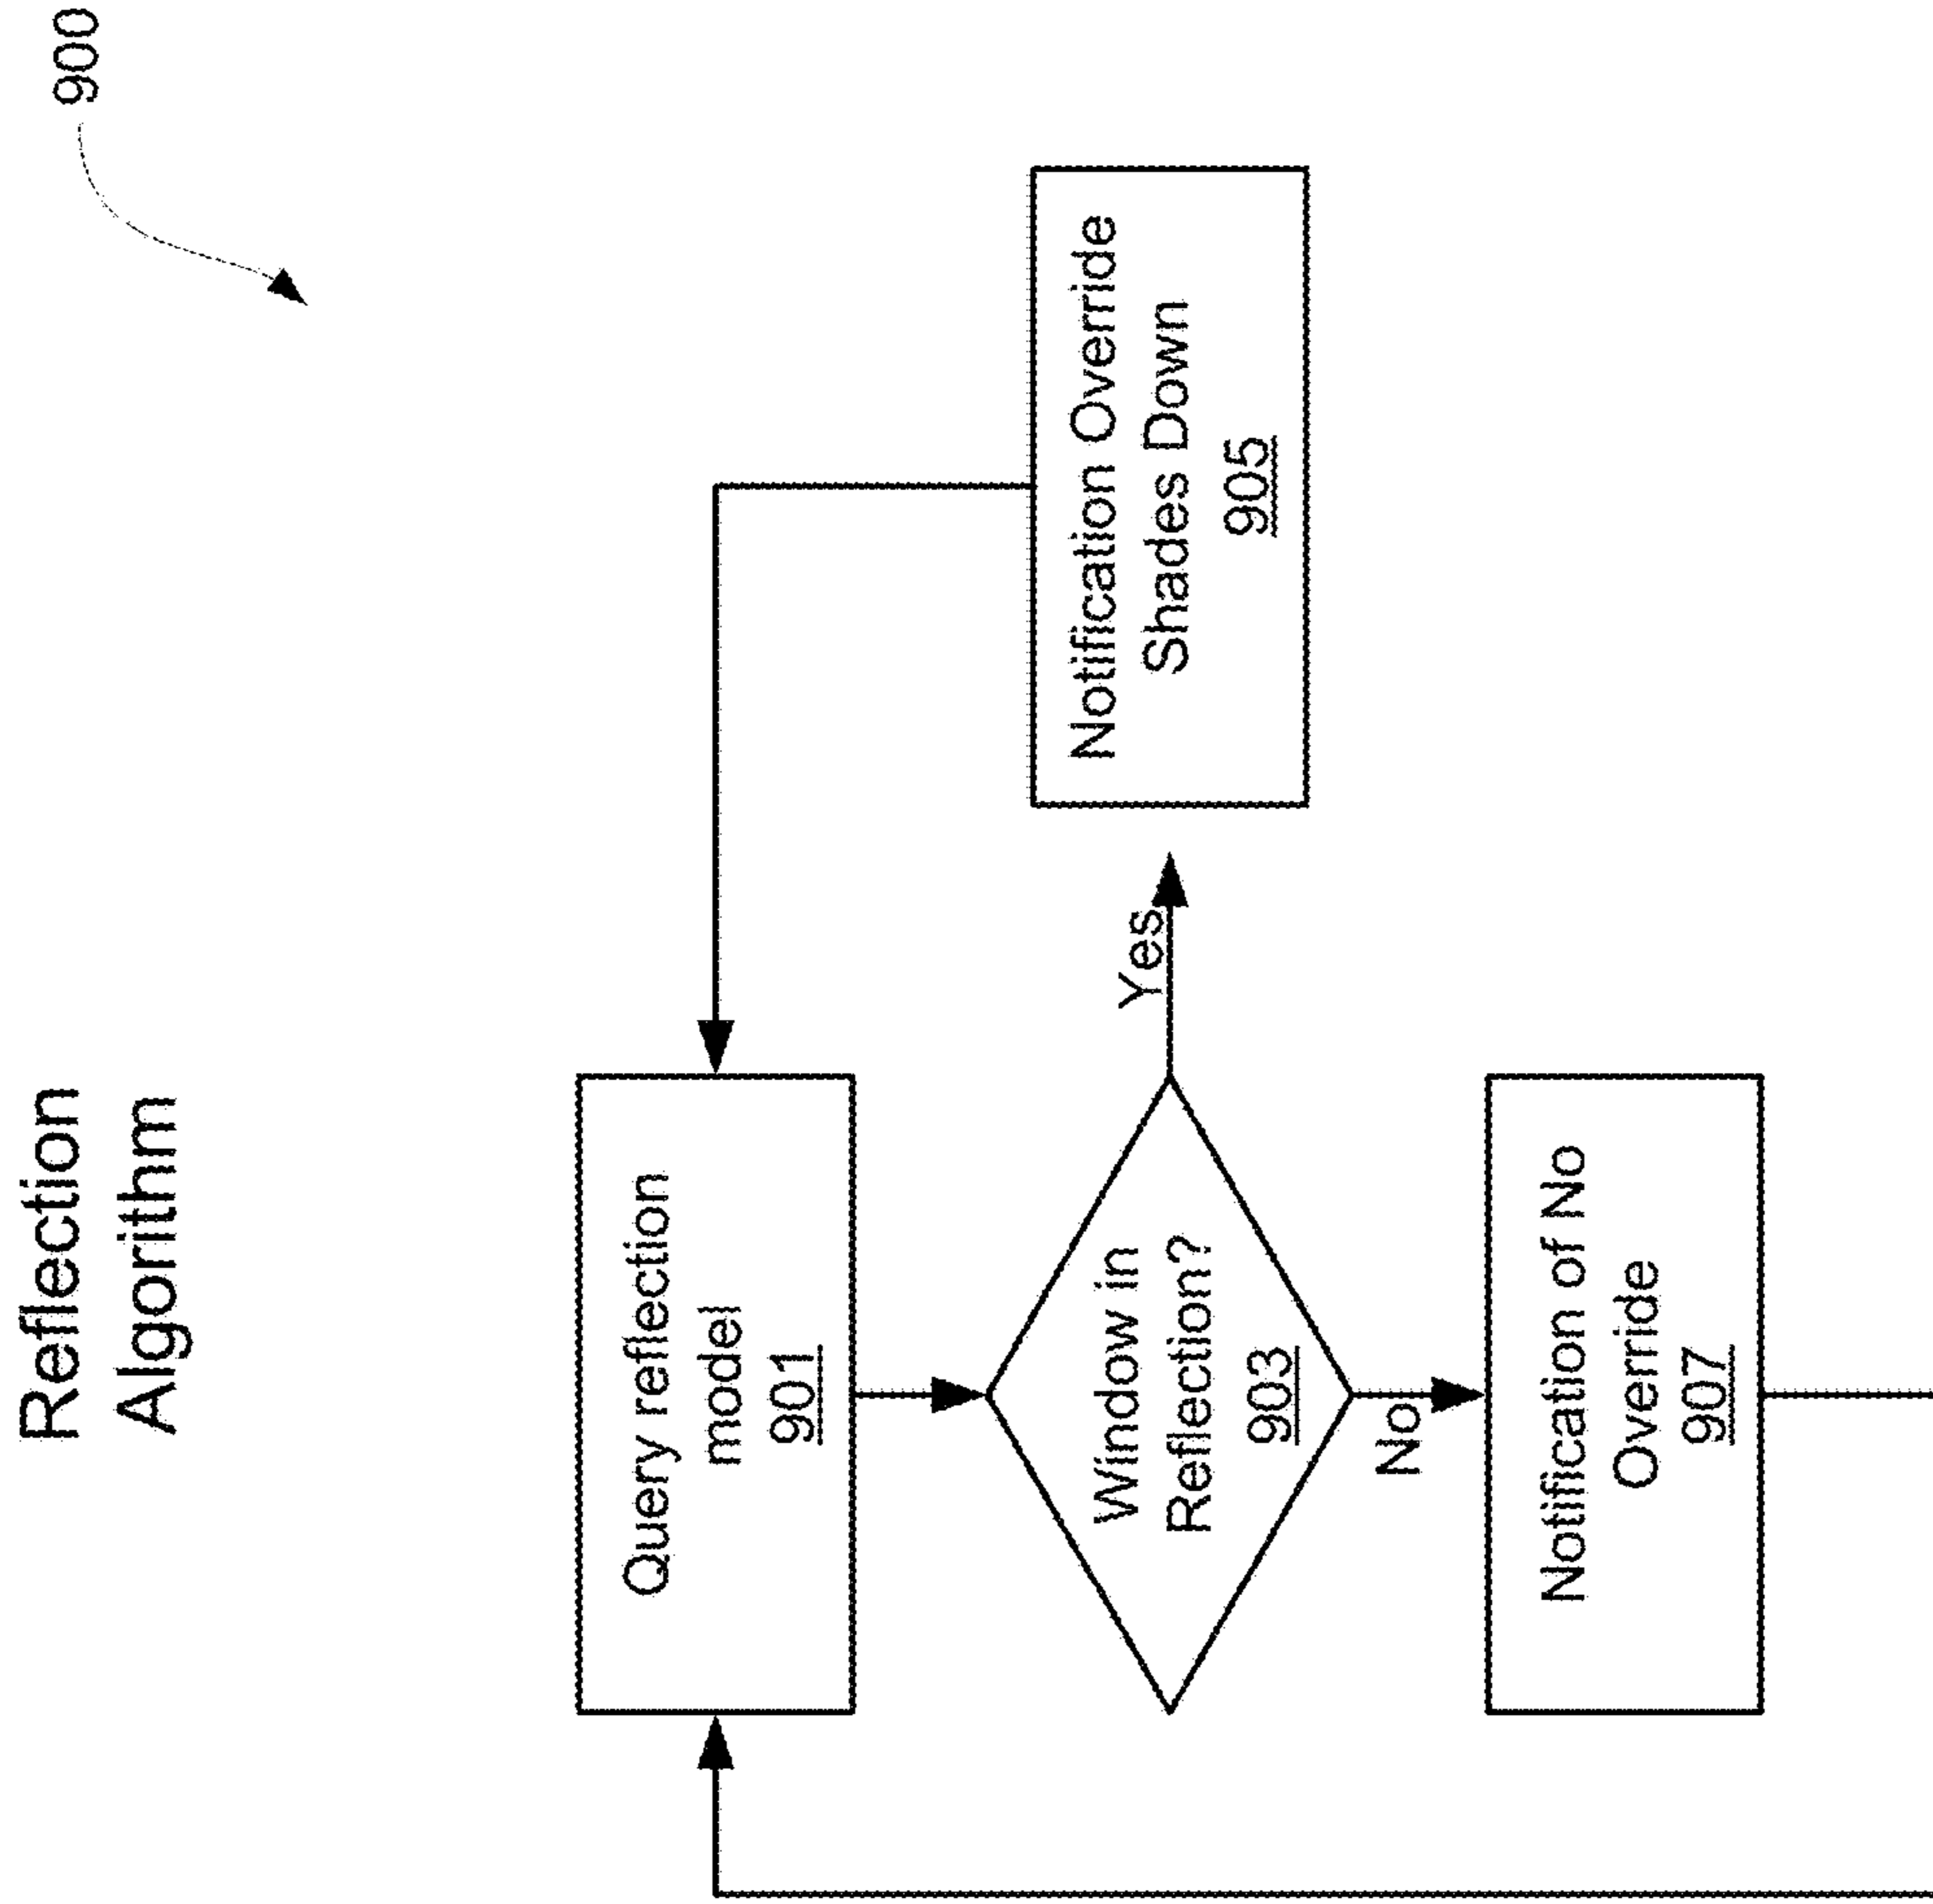 Reflection
Algorithm
900
Query reflection
model
901
Window in
Reflection?
903
Yes
Notification Override
Shades Down
905
No
Notification of No
Override
907